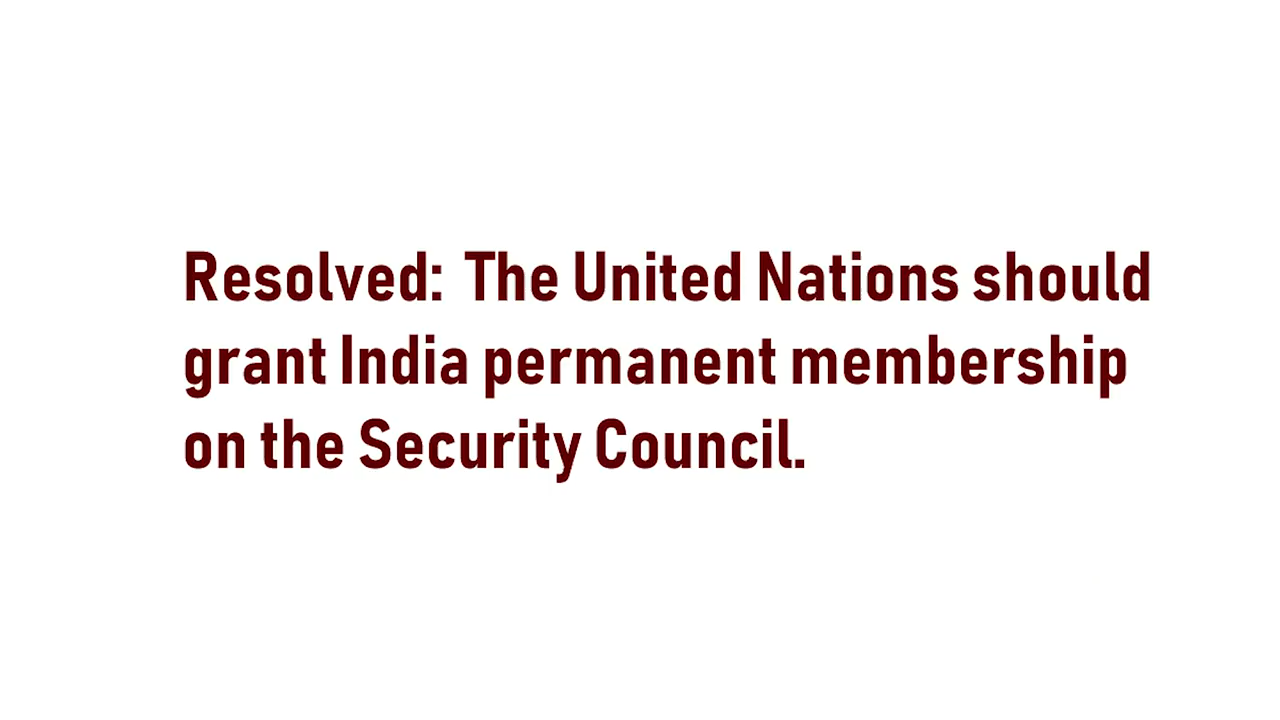 Resolved: The United Nations should
grant India permanent membership
on the Security Council.